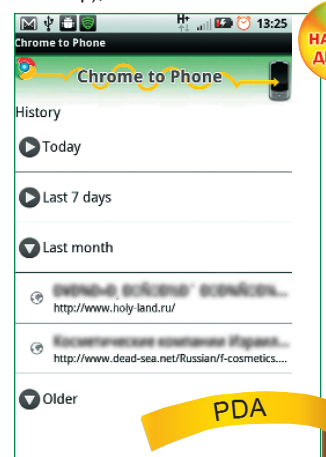 13:25
Chrome to Phone
Chrome to Phone
History
Today
Last 7 days
Last month
http://www.holy-land.ru/
http://www.dead-sea.net/Russian/f-cosmetics....
Older
PDA